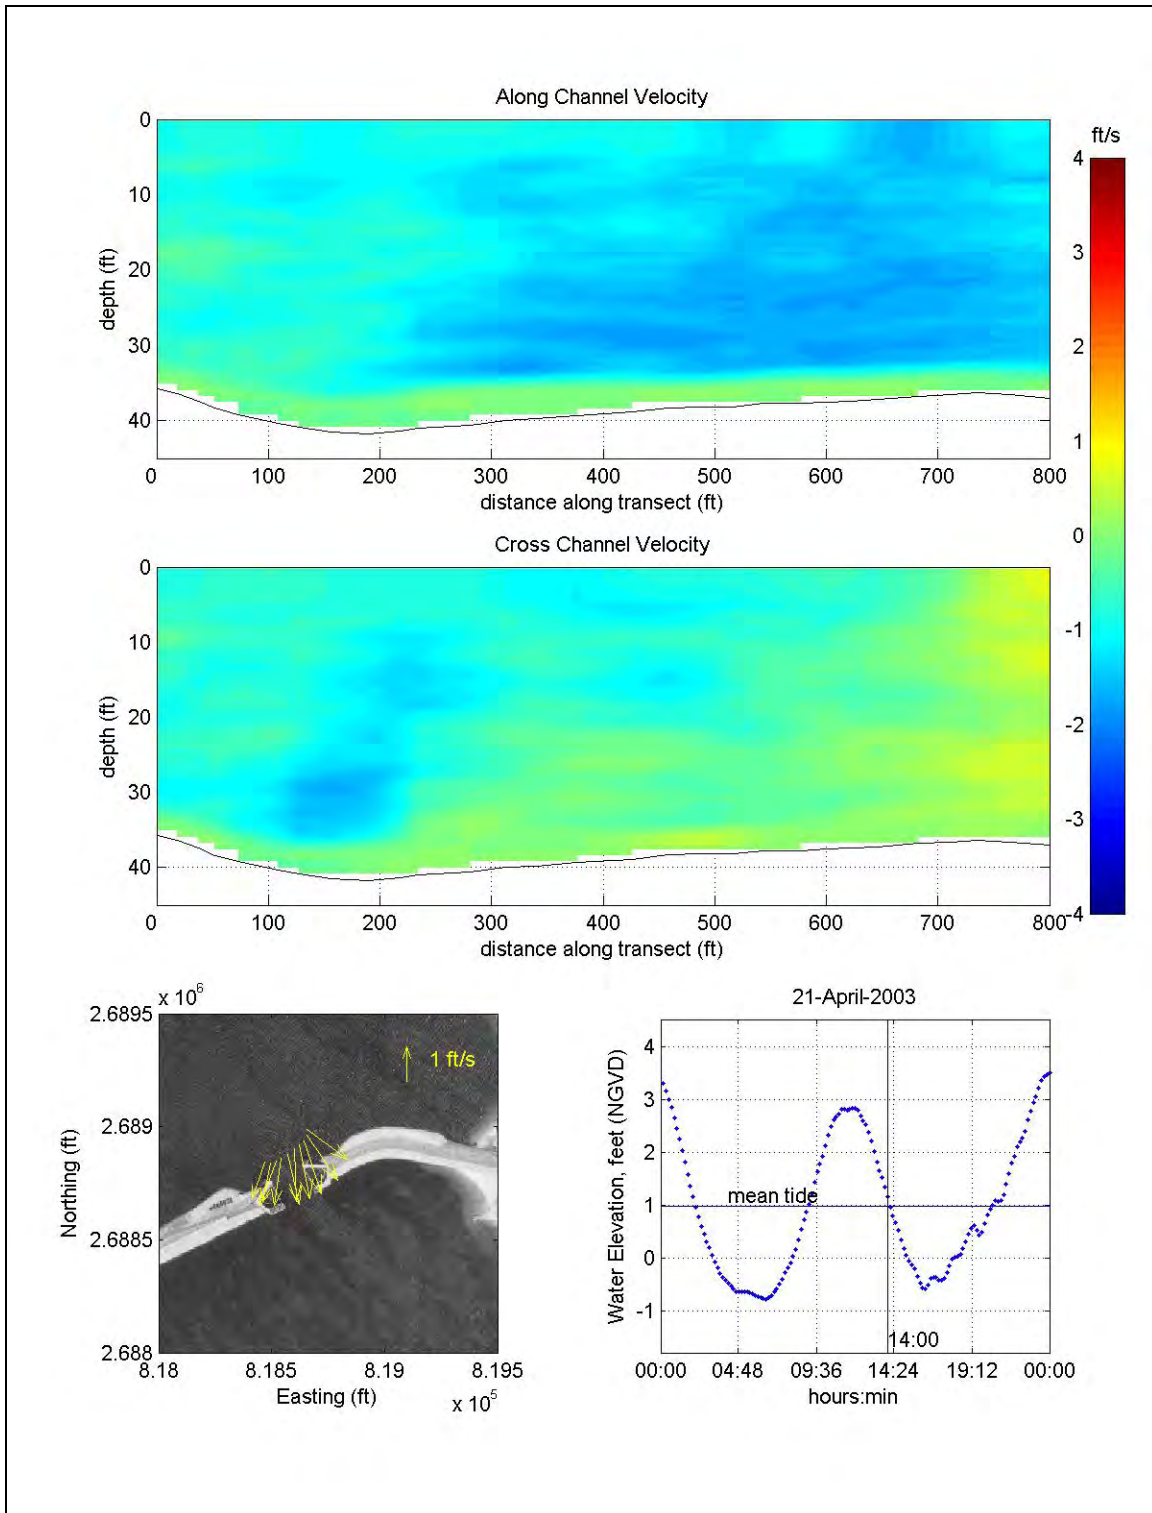 Along Channel Velocity
0
10
20
30
40
depth (ft)
0 100 200 300 400 500 600 700 800
distance along transect (ft)
ft/s
4
3
2
1
0
-1
-2
-3
-4
Cross Channel Velocity
0
10
20
30
40
depth (ft)
0 100 200 300 400 500 600 700 800
distance along transect (ft)
x 10^6
2.6895
2.689
2.6885
2.688
Northing (ft)
1 ft/s
8.18 8.185 8.19 8.195
Easting (ft)
x 10^5
21-April-2003
4
3
2
1
0
-1
Water Elevation, feet (NGVD)
mean tide
14:00
00:00 04:48 09:36 14:24 19:12 00:00
hours:min